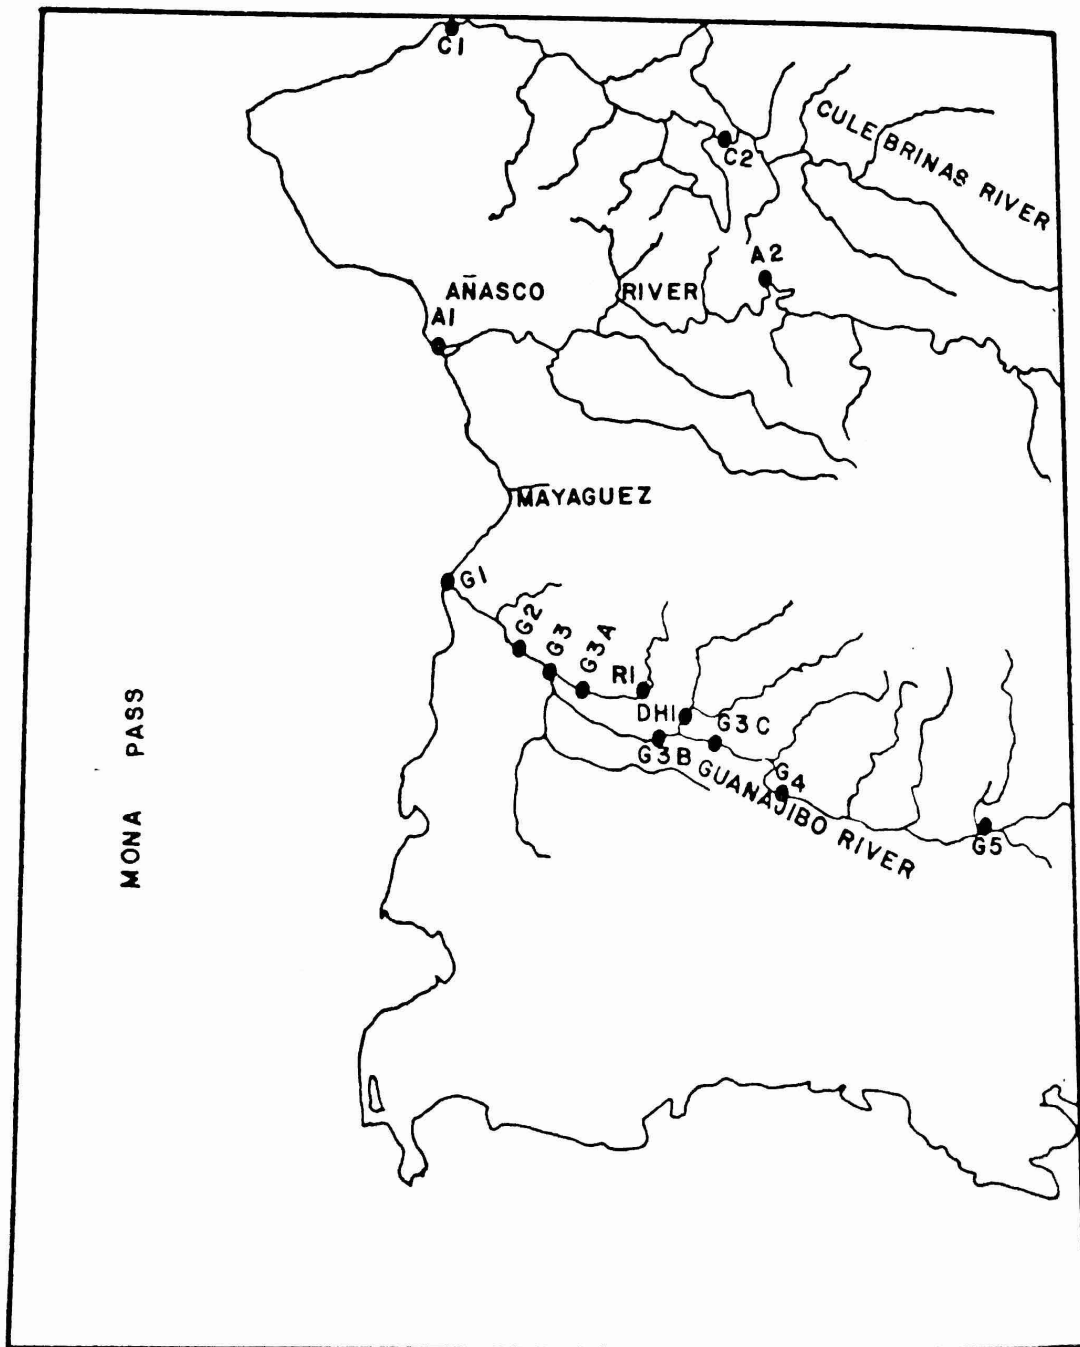 C1
CULEBRINAS RIVER
C2
A2
AÑASCO RIVER
A1
MAYAGUEZ
G1
G2
G3
G3A
R1
DH1
G3C
G3B
G4
GUANAJIBO RIVER
G5
MONA PASS